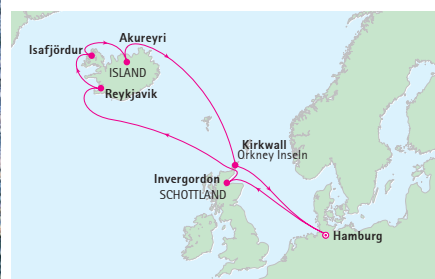 Akureyri
Isafjördur
ISLAND
Reykjavik
Kirkwall
Orkney Inseln
Invergordon
SCHOTTLAND
Hamburg